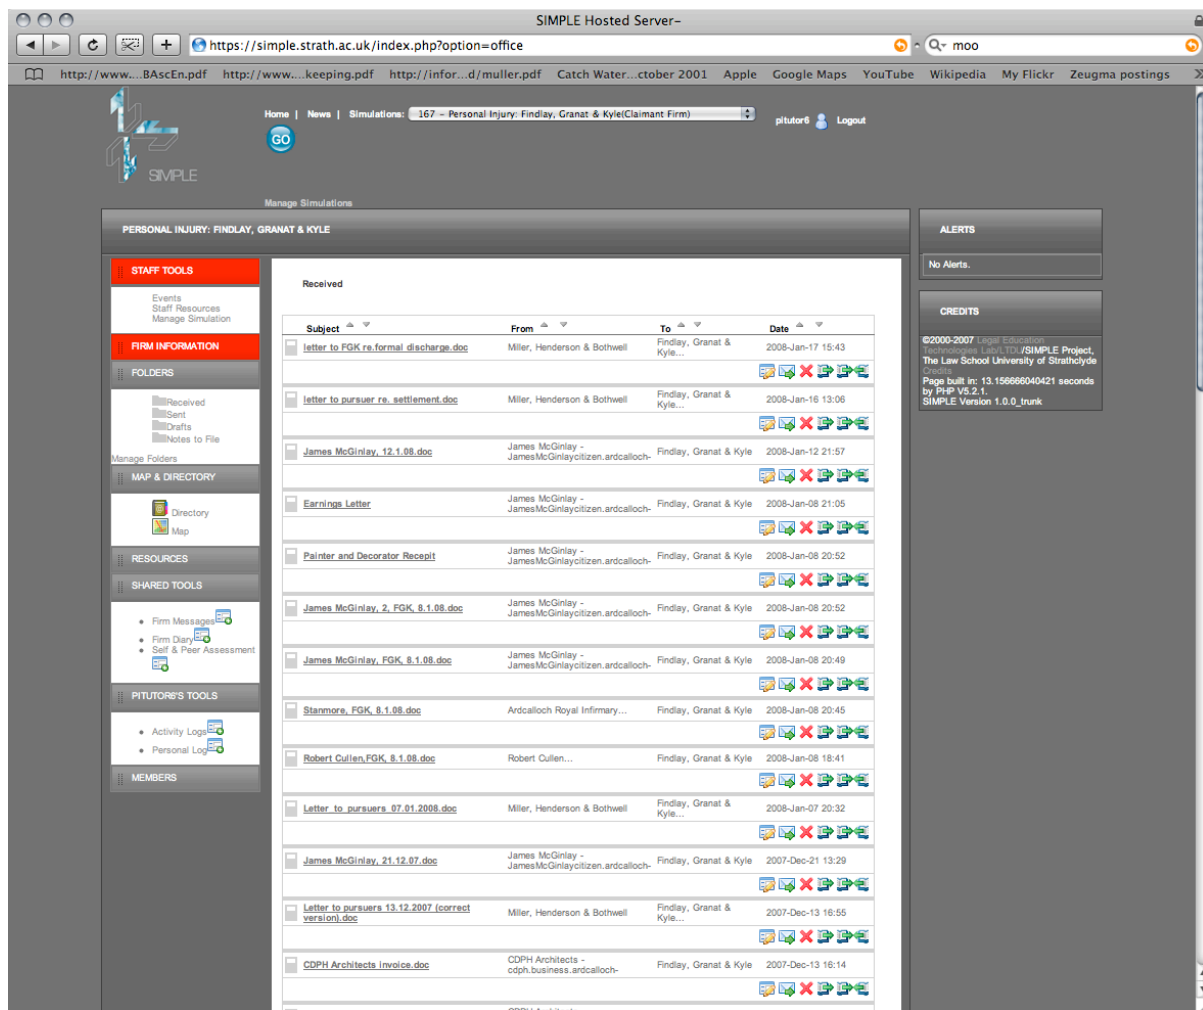 SIMPLE Hosted Server-
https://simple.strath.ac.uk/index.php?option=office
moo
http://www....BAscEn.pdf http://www....keeping.pdf http://infor...d/muller.pdf Catch Water...ctober 2001 Apple Google Maps YouTube Wikipedia My Flickr Zeugma postings
Home | News | Simulations: 167 - Personal Injury: Findlay, Granat & Kyle(Claimant Firm)
pitutor6 Logout
GO
SIMPLE
Manage Simulations
PERSONAL INJURY: FINDLAY, GRANAT & KYLE
STAFF TOOLS
Events
Staff Resources
Manage Simulation
FIRM INFORMATION
FOLDERS
Received
Sent
Drafts
Notes to File
Manage Folders
MAP & DIRECTORY
Directory
Map
RESOURCES
SHARED TOOLS
Firm Messages
Firm Diary
Self & Peer Assessment
PITUTOR6'S TOOLS
Activity Logs
Personal Log
MEMBERS
Received
Subject From To Date
letter to FGK re.formal discharge.doc Miller, Henderson & Bothwell Findlay, Granat & Kyle... 2008-Jan-17 15:43
letter to pursuer re. settlement.doc Miller, Henderson & Bothwell Findlay, Granat & Kyle... 2008-Jan-16 13:06
James McGinlay, 12.1.08.doc James McGinlay - JamesMcGinlaycitizen.ardcalloch- Findlay, Granat & Kyle 2008-Jan-12 21:57
Earnings Letter James McGinlay - JamesMcGinlaycitizen.ardcalloch- Findlay, Granat & Kyle 2008-Jan-08 21:05
Painter and Decorator Recepit James McGinlay - JamesMcGinlaycitizen.ardcalloch- Findlay, Granat & Kyle 2008-Jan-08 20:52
James McGinlay, 2, FGK, 8.1.08.doc James McGinlay - JamesMcGinlaycitizen.ardcalloch- Findlay, Granat & Kyle 2008-Jan-08 20:52
James McGinlay, FGK, 8.1.08.doc James McGinlay - JamesMcGinlaycitizen.ardcalloch- Findlay, Granat & Kyle 2008-Jan-08 20:49
Stanmore, FGK, 8.1.08.doc Ardcalloch Royal Infirmary... Findlay, Granat & Kyle 2008-Jan-08 20:45
Robert Cullen,FGK, 8.1.08.doc Robert Cullen... Findlay, Granat & Kyle 2008-Jan-08 18:41
Letter_to_pursuers_07.01.2008.doc Miller, Henderson & Bothwell Findlay, Granat & Kyle... 2008-Jan-07 20:32
James McGinlay, 21.12.07.doc James McGinlay - JamesMcGinlaycitizen.ardcalloch- Findlay, Granat & Kyle 2007-Dec-21 13:29
Letter to pursuers 13.12.2007 (correct version).doc Miller, Henderson & Bothwell Findlay, Granat & Kyle... 2007-Dec-13 16:55
CDPH Architects invoice.doc CDPH Architects - cdph.business.ardcalloch- Findlay, Granat & Kyle 2007-Dec-13 16:14
ALERTS
No Alerts.
CREDITS
©2000-2007 Legal Education
Technologies Lab/LTDU/SIMPLE Project,
The Law School University of Strathclyde
Credits
Page built in: 13.156666040421 seconds
by PHP V5.2.1.
SIMPLE Version 1.0.0_trunk